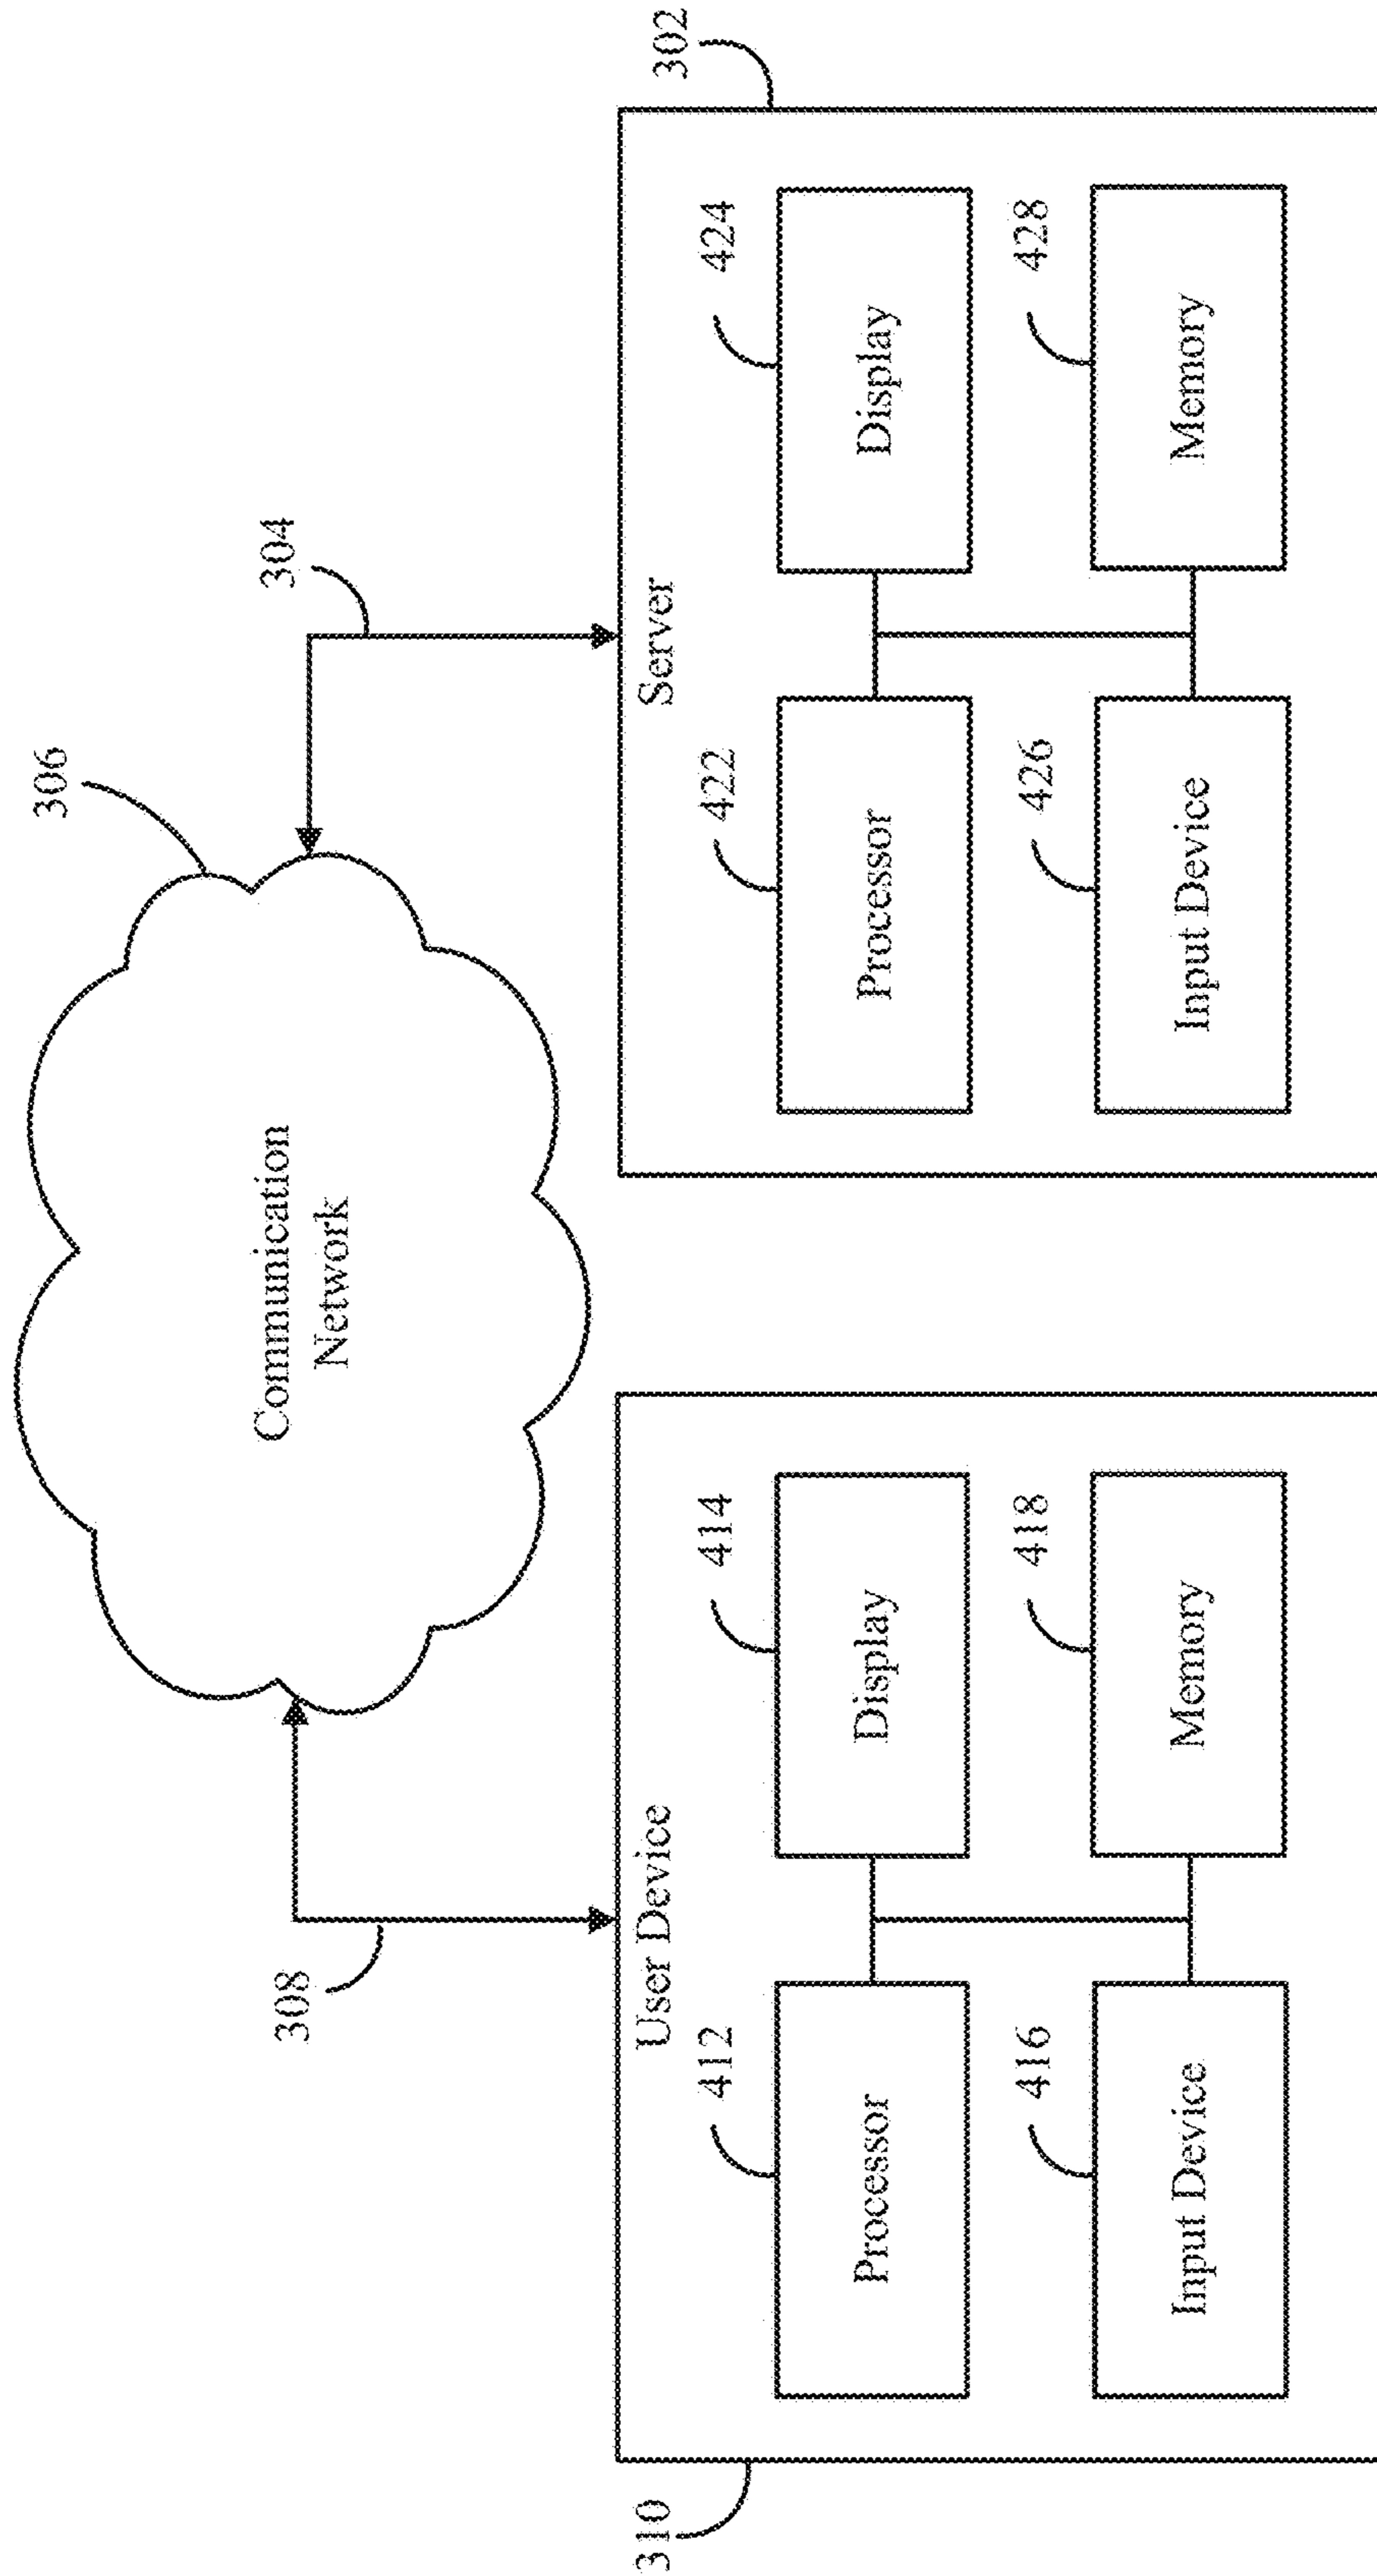 306
304
Communication
Network
308
302
310
User Device
412
414
Processor
Display
416
418
Input Device
Memory
Server
422
424
Processor
Display
426
428
Input Device
Memory